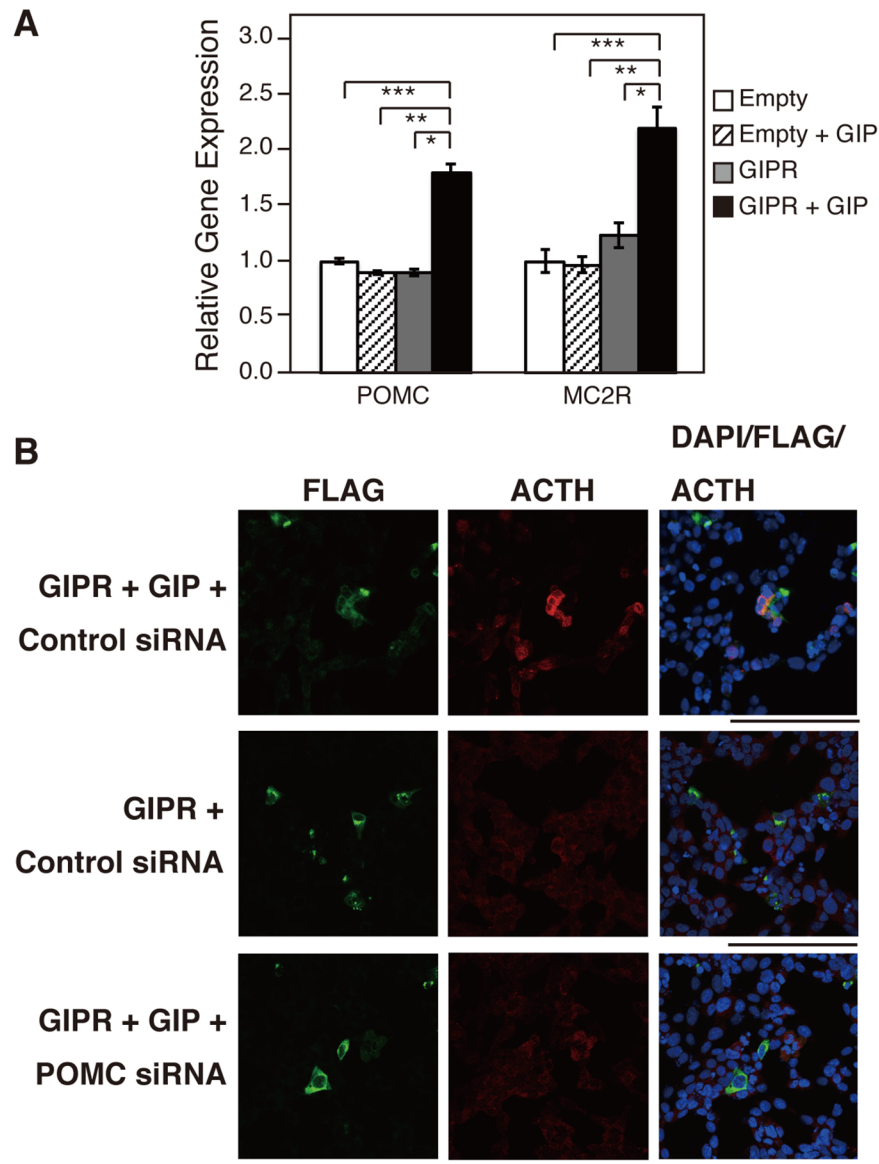 A
Relative Gene Expression
3.0
2.5
2.0
1.5
1.0
0.5
0.0
***
**
*
***
**
*
POMC
MC2R
Empty
Empty + GIP
GIPR
GIPR + GIP
B
FLAG
ACTH
DAPI/FLAG/
ACTH
GIPR + GIP +
Control siRNA
GIPR +
Control siRNA
GIPR + GIP +
POMC siRNA